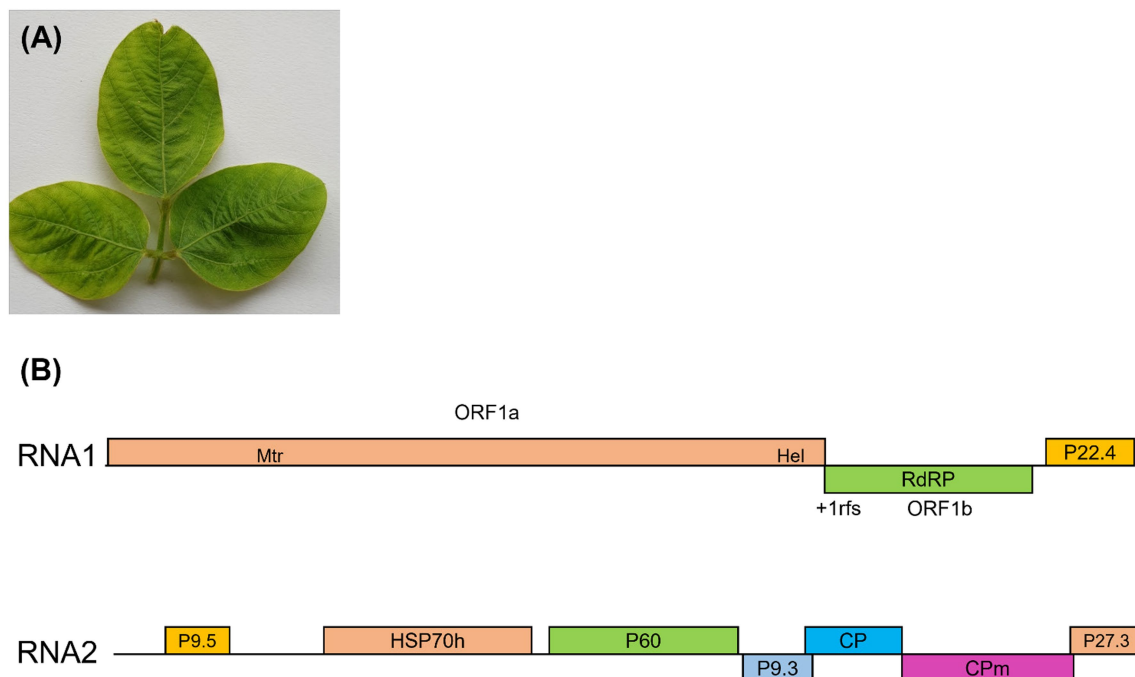 (A)
(B)
ORF1a
RNA1 Mtr Hel P22.4
RdRP
+1rfs ORF1b
RNA2 P9.5 HSP70h P60 CP P27.3
P9.3 CPm